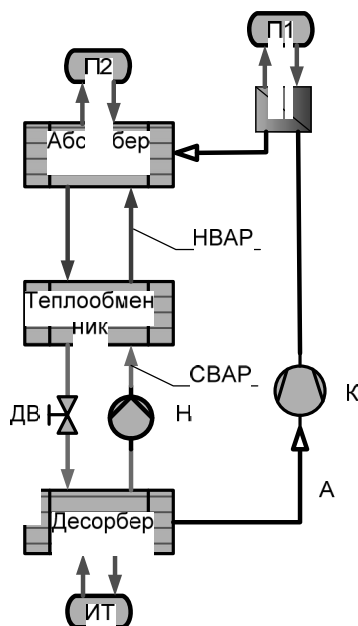 П1
П2
Абс бер
НВАР
Теплообмен
ник
СВАР
К
ДВ
Н
А
Десорбер
ИТ